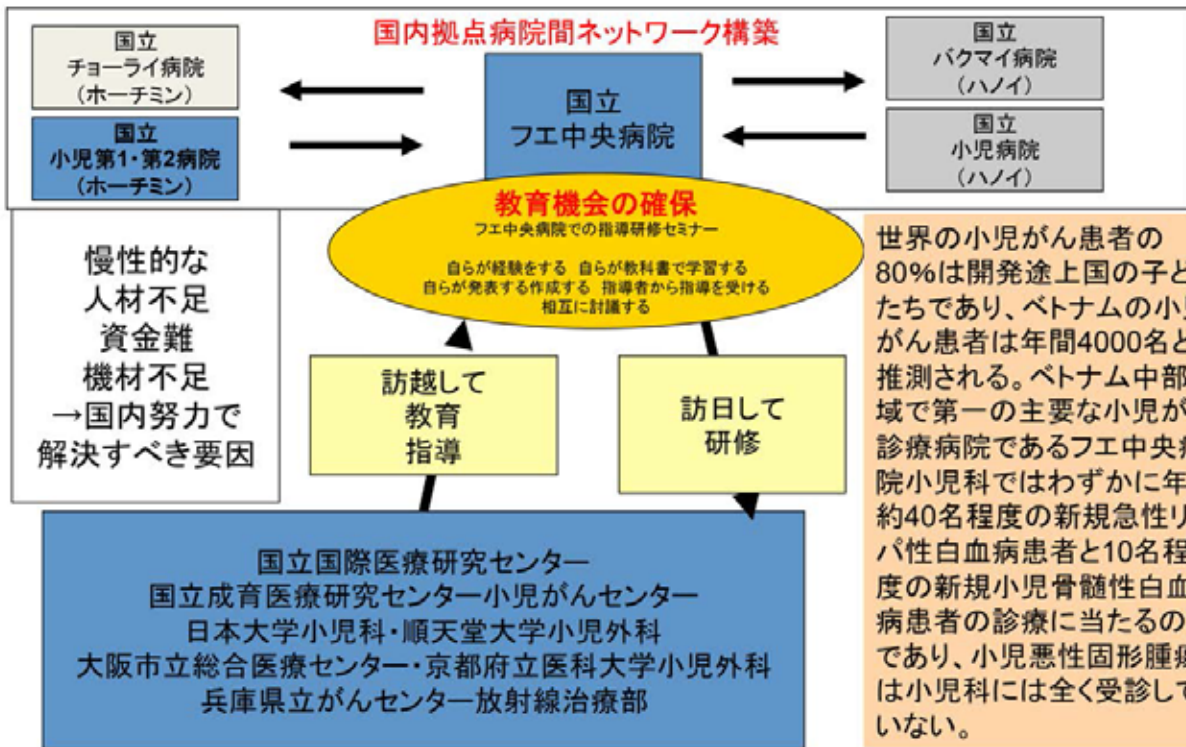 国内拠点病院間ネットワーク構築
国立
チョーライ病院
（ホーチミン）
国立
小児第1・第2病院
（ホーチミン）
国立
フエ中央病院
国立
バクマイ病院
（ハノイ）
国立
小児病院
（ハノイ）
教育機会の確保
フエ中央病院での指導研修セミナー
自らが経験をする 自らが教科書で学習する
自らが発表する作成する 指導者から指導を受ける
相互に討議する
慢性的な
人材不足
資金難
機材不足
→国内努力で
解決すべき要因
訪越して
教育
指導
訪日して
研修
国立国際医療研究センター
国立成育医療研究センター小児がんセンター
日本大学小児科・順天堂大学小児外科
大阪市立総合医療センター・京都府立医科大学小児外科
兵庫県立がんセンター放射線治療部
世界の小児がん患者の
80%は開発途上国の子ど
たちであり、ベトナムの小
がん患者は年間4000名と
推測される。ベトナム中部
域で第一の主要な小児が
診療病院であるフエ中央
院小児科ではわずかに年
約40名程度の新規急性リ
パ性白血病患者と10名程
度の新規小児骨髄性白血
病患者の診療に当たるの
であり、小児悪性固形腫
は小児科には全く受診して
いない。